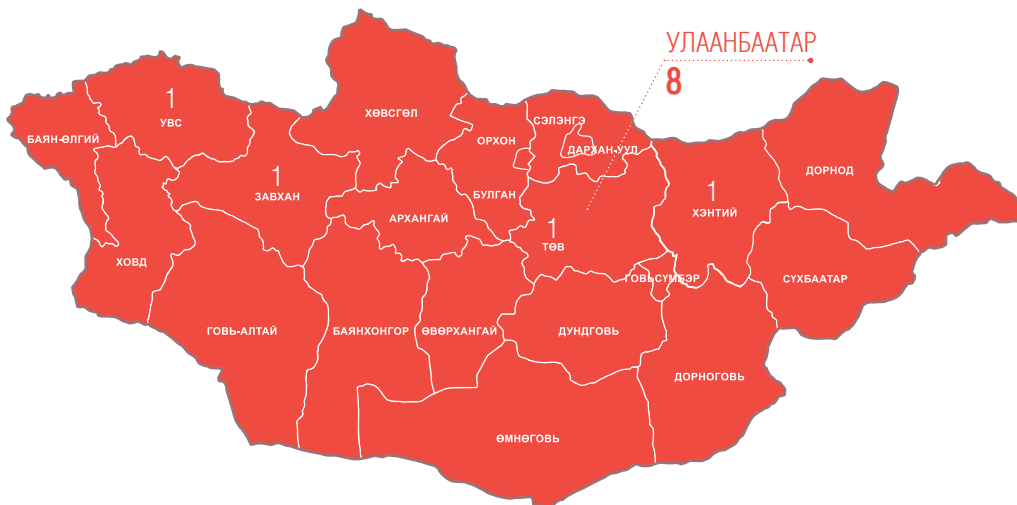 УЛААНБААТАР
8
1
УВС
БАЯН-ӨЛГИЙ
ХӨВСГӨЛ
СЭЛЭНГЭ
ОРХОН
ДАРХАН-УУЛ
ДОРНОД
1
ЗАВХАН
БУЛГАН
1
ХЭНТИЙ
АРХАНГАЙ
1
ТӨВ
ХОВД
ГОВЬСҮМБЭР
СҮХБААТАР
ГОВЬ-АЛТАЙ
БАЯНХОНГОР
ӨВӨРХАНГАЙ
ДУНДГОВЬ
ДОРНОГОВЬ
ӨМНӨГОВЬ